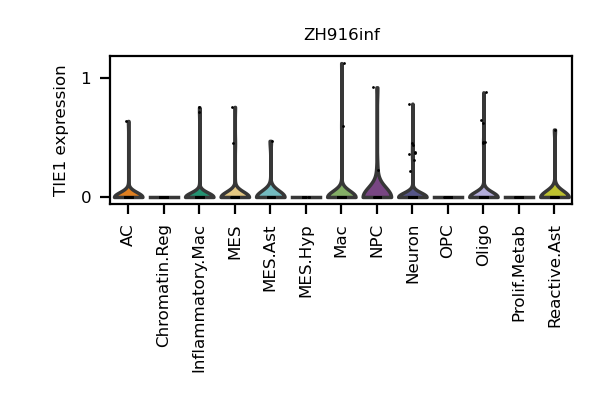 ZH916inf
TIE1 expression
1
0
AC
Chromatin.Reg
Inflammatory.Mac
MES
MES.Ast
MES.Hyp
Mac
NPC
Neuron
OPC
Oligo
Prolif.Metab
Reactive.Ast